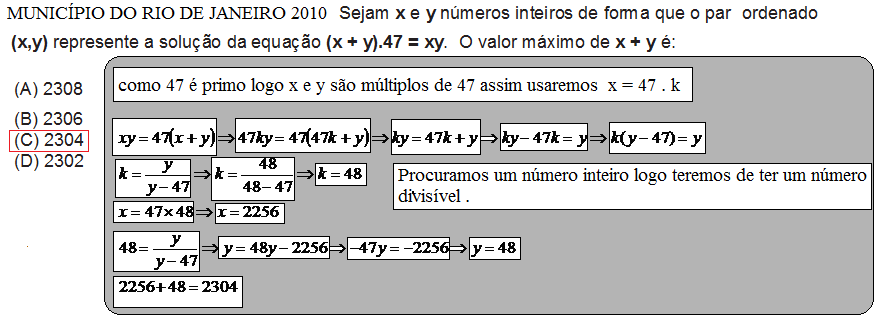 MUNICÍPIO DO RIO DE JANEIRO 2010 Sejam x e y números inteiros de forma que o par ordenado
(x,y) represente a solução da equação (x + y).47 = xy. O valor máximo de x + y é:
(A) 2308
(B) 2306
(C) 2304
(D) 2302
como 47 é primo logo x e y são múltiplos de 47 assim usaremos x = 47 . k
xy = 47(x + y) ⇒ 47ky = 47(47k + y) ⇒ ky = 47k + y ⇒ ky − 47k = y ⇒ k(y − 47) = y
k = y/(y − 47) ⇒ k = 48/(48 − 47) ⇒ k = 48
Procuramos um número inteiro logo teremos de ter um número
divisível .
x = 47×48 ⇒ x = 2256
48 = y/(y − 47) ⇒ y = 48y − 2256 ⇒ −47y = −2256 ⇒ y = 48
2256 + 48 = 2304